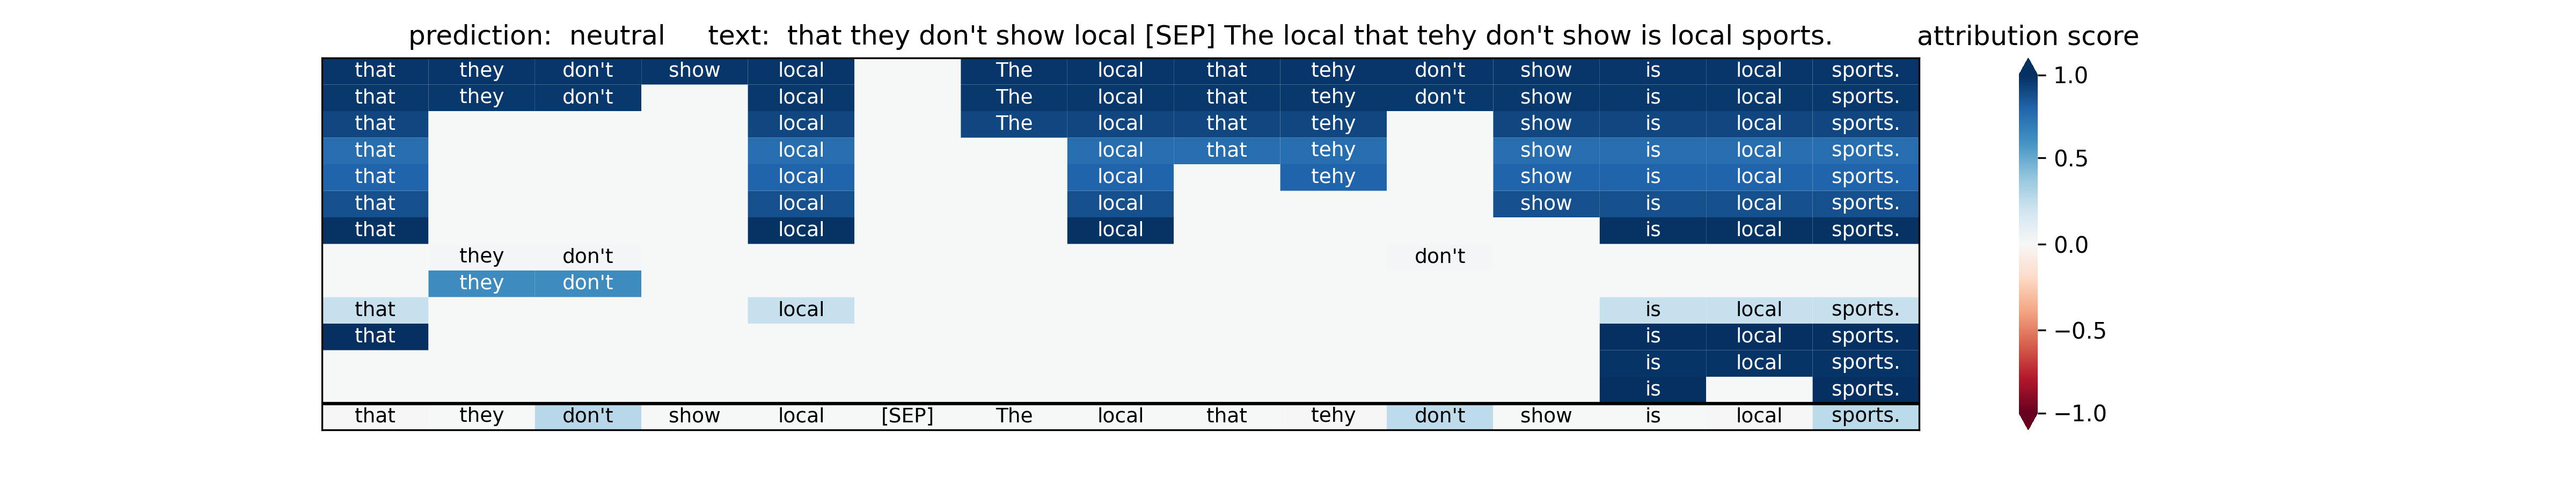 prediction:  neutral     text:  that they don't show local [SEP] The local that tehy don't show is local sports. attribution score
that they don't show local The local that tehy don't show is local sports. 1.0
that they don't local The local that tehy don't show is local sports.
that local The local that tehy show is local sports.
that local local that tehy show is local sports. 0.5
that local local tehy show is local sports.
that local local show is local sports.
that local local is local sports. 0.0
they don't don't
they don't
that local is local sports. −0.5
that is local sports.
is local sports.
is sports.
that they don't show local [SEP] The local that tehy don't show is local sports. −1.0